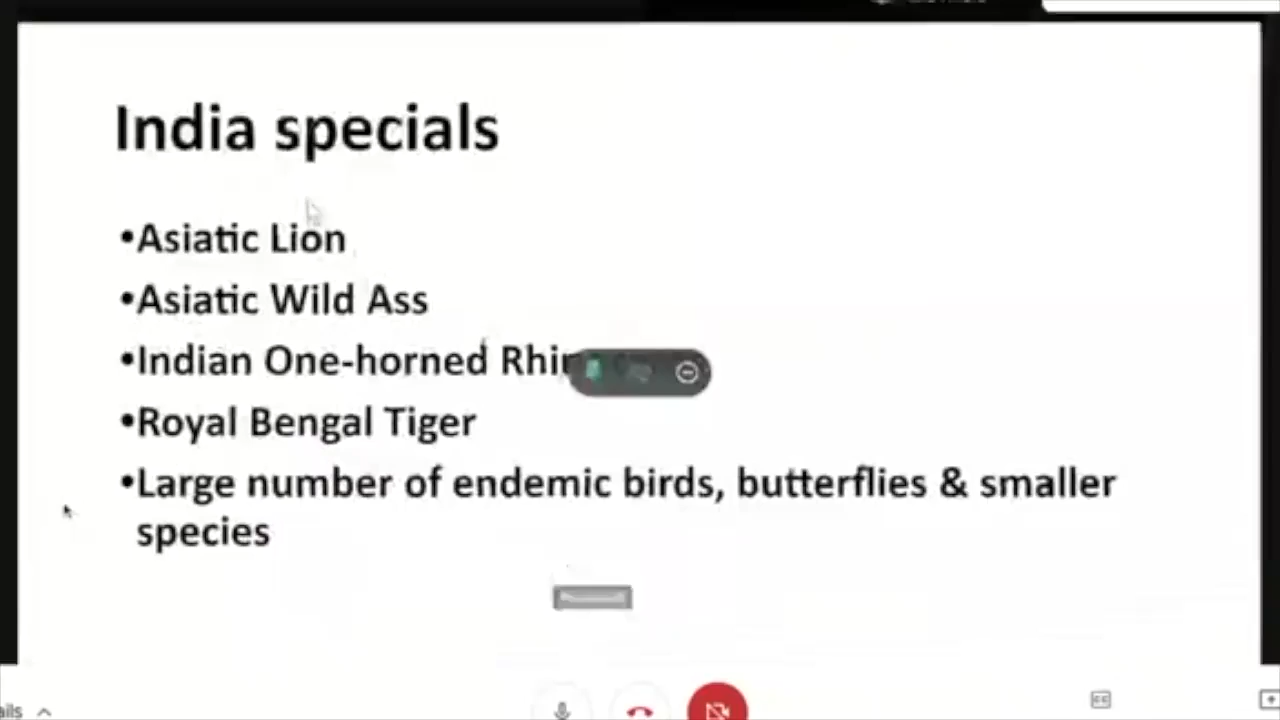 India specials
•Asiatic Lion
•Asiatic Wild Ass
•Indian One-horned
•Royal Bengal Tiger
•Large number of endemic birds, butterflies & smaller
species